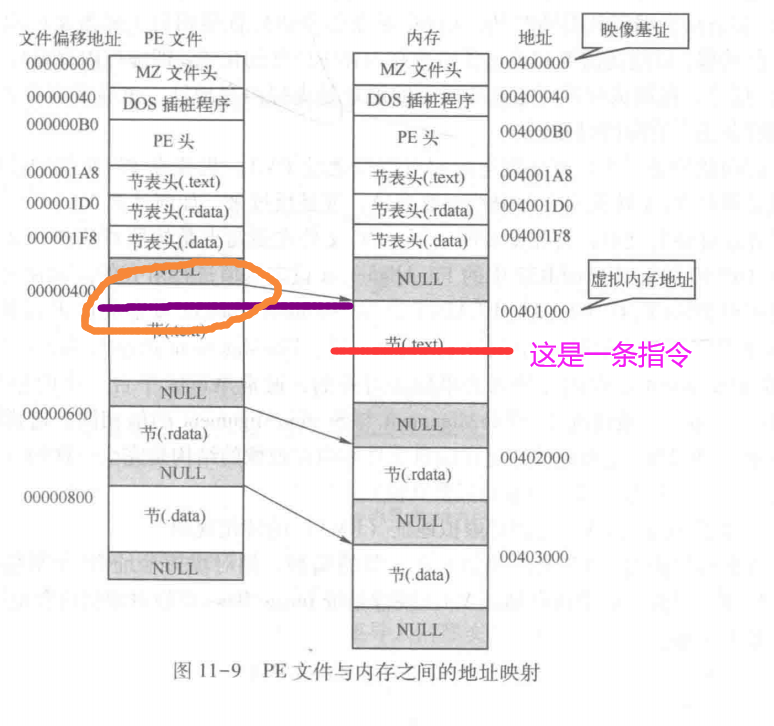 文件偏移地址 PE 文件 内存 地址 映像基址
00000000 MZ 文件头 MZ 文件头 00400000
00000040 DOS 插桩程序 DOS 插桩程序 00400040
000000B0 PE 头 PE 头 004000B0
000001A8 节表头(.text) 节表头(.text) 004001A8
000001D0 节表头(.rdata) 节表头(.rdata) 004001D0
000001F8 节表头(.data) 节表头(.data) 004001F8
NULL NULL 虚拟内存地址
00000400 00401000
节(.text) 节(.text) 这是一条指令
NULL NULL
00000600 节(.rdata) 节(.rdata) 00402000
NULL NULL
00000800 节(.data) 节(.data) 00403000
NULL NULL
图 11-9 PE 文件与内存之间的地址映射